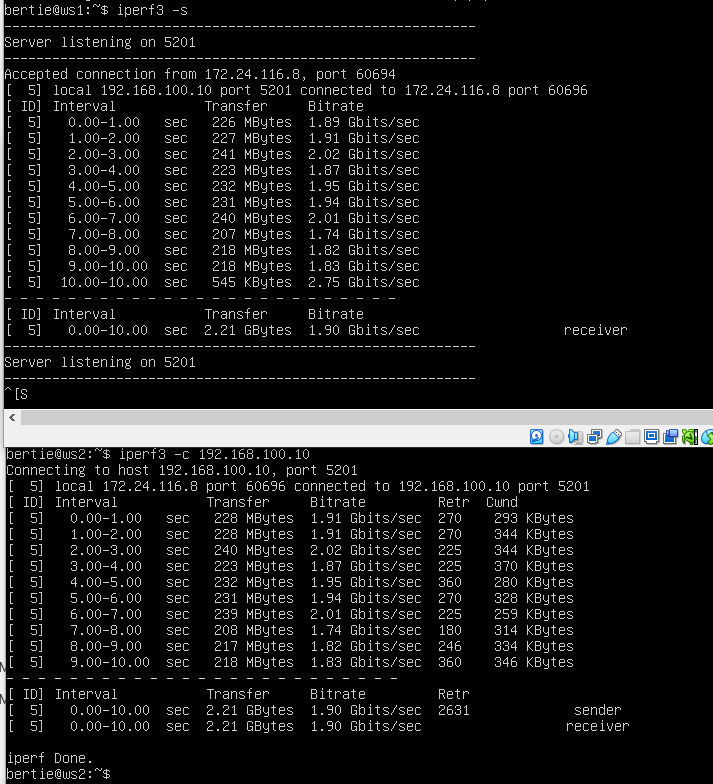 bertie@ws1:~$ iperf3 -s
-----------------------------------------------------------
Server listening on 5201
-----------------------------------------------------------
Accepted connection from 172.24.116.8, port 60694
[  5] local 192.168.100.10 port 5201 connected to 172.24.116.8 port 60696
[ ID] Interval           Transfer     Bitrate
[  5]   0.00-1.00   sec   226 MBytes  1.89 Gbits/sec
[  5]   1.00-2.00   sec   227 MBytes  1.91 Gbits/sec
[  5]   2.00-3.00   sec   241 MBytes  2.02 Gbits/sec
[  5]   3.00-4.00   sec   223 MBytes  1.87 Gbits/sec
[  5]   4.00-5.00   sec   232 MBytes  1.95 Gbits/sec
[  5]   5.00-6.00   sec   231 MBytes  1.94 Gbits/sec
[  5]   6.00-7.00   sec   240 MBytes  2.01 Gbits/sec
[  5]   7.00-8.00   sec   207 MBytes  1.74 Gbits/sec
[  5]   8.00-9.00   sec   218 MBytes  1.82 Gbits/sec
[  5]   9.00-10.00  sec   218 MBytes  1.83 Gbits/sec
[  5]  10.00-10.00  sec   545 KBytes  2.75 Gbits/sec
- - - - - - - - - - - - - - - - - - - - - - - - -
[ ID] Interval           Transfer     Bitrate
[  5]   0.00-10.00  sec  2.21 GBytes  1.90 Gbits/sec                  receiver
-----------------------------------------------------------
Server listening on 5201
-----------------------------------------------------------
^[S
bertie@ws2:~$ iperf3 -c 192.168.100.10
Connecting to host 192.168.100.10, port 5201
[  5] local 172.24.116.8 port 60696 connected to 192.168.100.10 port 5201
[ ID] Interval           Transfer     Bitrate         Retr  Cwnd
[  5]   0.00-1.00   sec   228 MBytes  1.91 Gbits/sec  270    293 KBytes
[  5]   1.00-2.00   sec   228 MBytes  1.91 Gbits/sec  270    344 KBytes
[  5]   2.00-3.00   sec   240 MBytes  2.02 Gbits/sec  225    344 KBytes
[  5]   3.00-4.00   sec   223 MBytes  1.87 Gbits/sec  225    370 KBytes
[  5]   4.00-5.00   sec   232 MBytes  1.95 Gbits/sec  360    280 KBytes
[  5]   5.00-6.00   sec   231 MBytes  1.94 Gbits/sec  270    328 KBytes
[  5]   6.00-7.00   sec   239 MBytes  2.01 Gbits/sec  225    259 KBytes
[  5]   7.00-8.00   sec   208 MBytes  1.74 Gbits/sec  180    314 KBytes
[  5]   8.00-9.00   sec   217 MBytes  1.82 Gbits/sec  246    334 KBytes
[  5]   9.00-10.00  sec   218 MBytes  1.83 Gbits/sec  360    346 KBytes
- - - - - - - - - - - - - - - - - - - - - - - - -
[ ID] Interval           Transfer     Bitrate         Retr
[  5]   0.00-10.00  sec  2.21 GBytes  1.90 Gbits/sec  2631             sender
[  5]   0.00-10.00  sec  2.21 GBytes  1.90 Gbits/sec                  receiver
iperf Done.
bertie@ws2:~$